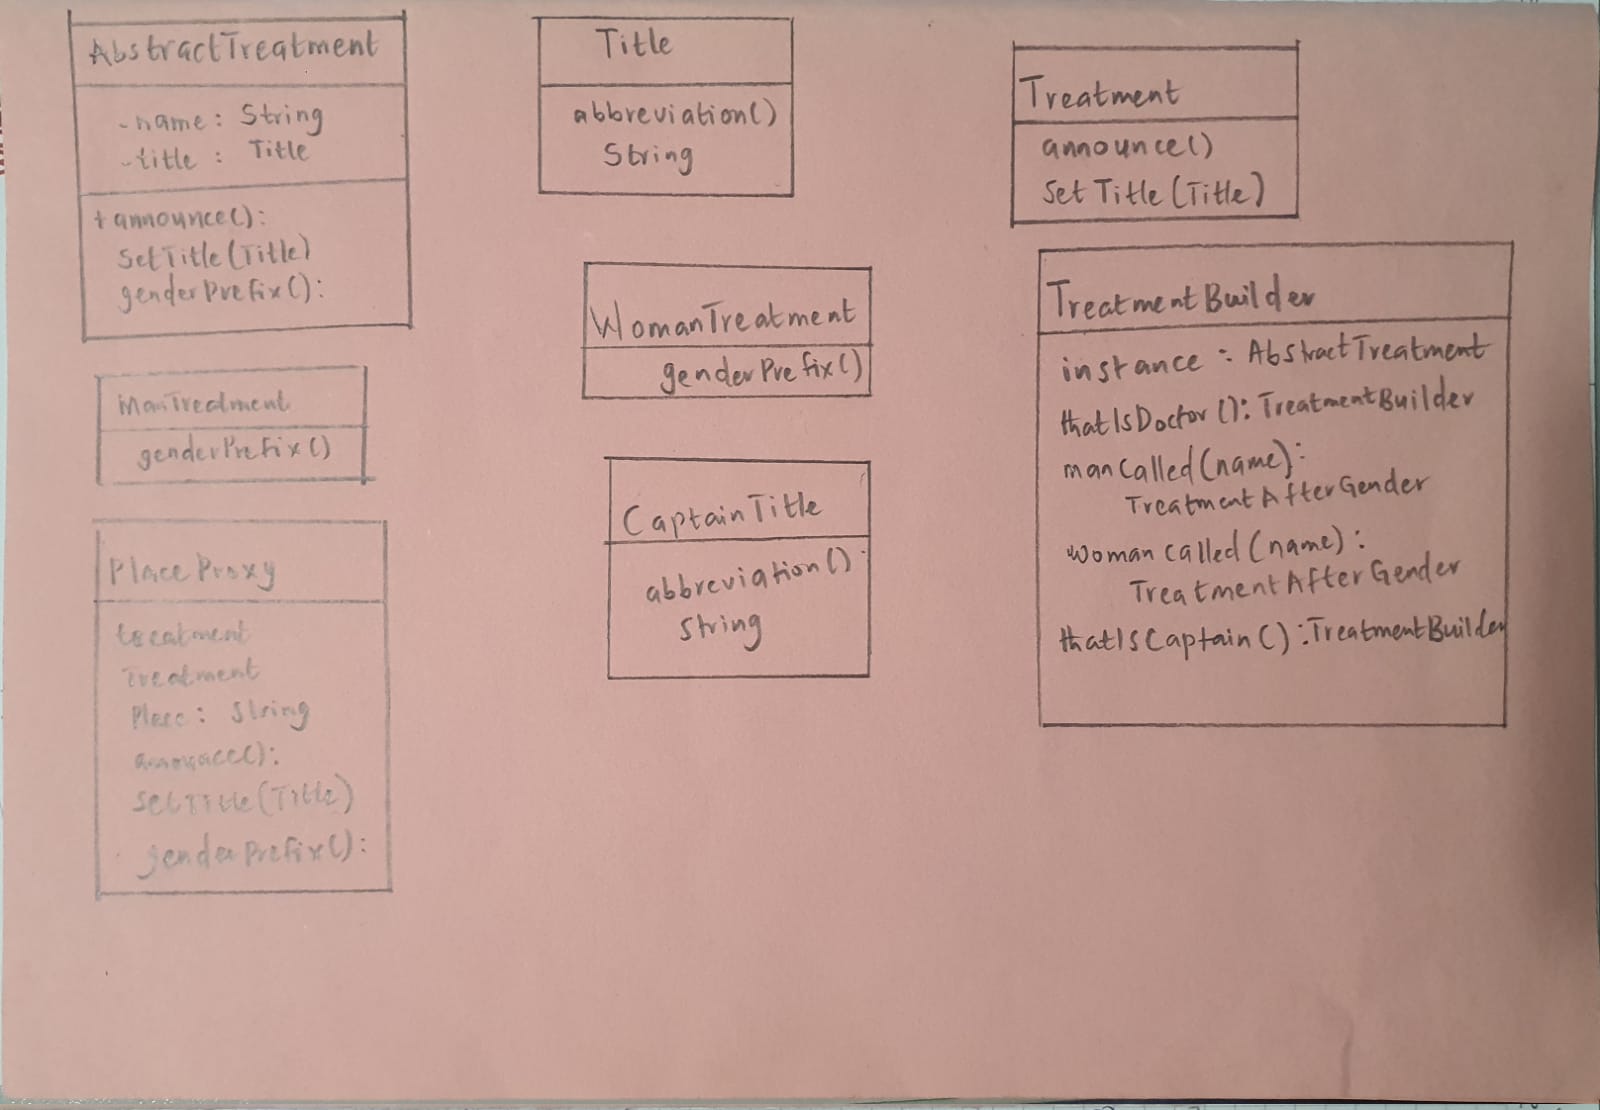 AbstractTreatment
-name: String
-title : Title
+announce():
SetTitle(Title)
genderPrefix():
ManTreatment
genderPrefix()
PlaceProxy
treatment
Treatment
Place: String
announce():
SetTitle(Title)
genderPrefix():
Title
abbreviation()
String
WomanTreatment
genderPrefix()
CaptainTitle
abbreviation()
String
Treatment
announce()
SetTitle(Title)
TreatmentBuilder
instance : AbstractTreatment
thatIsDoctor():TreatmentBuilder
manCalled(name):
TreatmentAfterGender
womancalled(name):
TreatmentAfterGender
thatIsCaptain():TreatmentBuilder